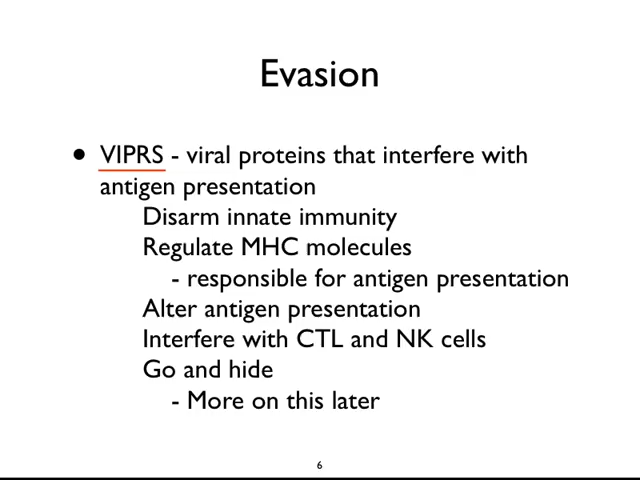 Evasion
• VIPRS - viral proteins that interfere with
antigen presentation
Disarm innate immunity
Regulate MHC molecules
- responsible for antigen presentation
Alter antigen presentation
Interfere with CTL and NK cells
Go and hide
- More on this later
6